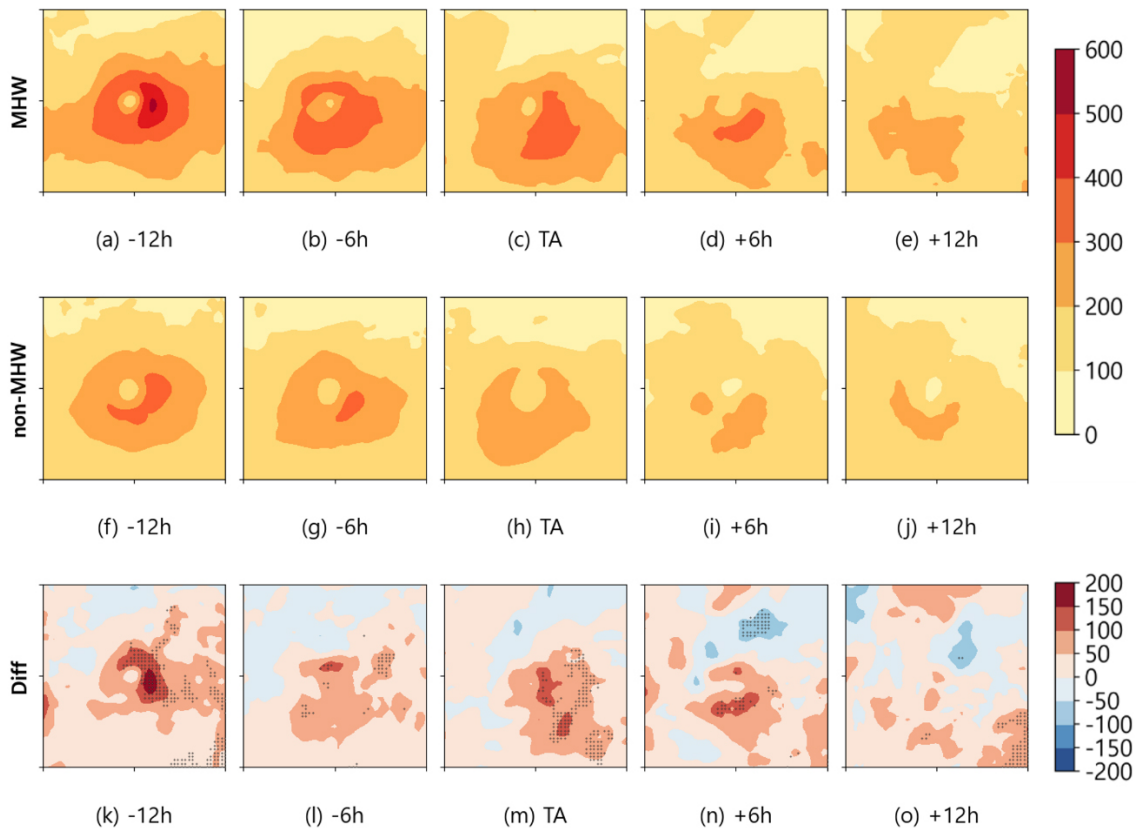 MHW
(a) -12h
(b) -6h
(c) TA
(d) +6h
(e) +12h
600
500
400
300
200
100
0
non-MHW
(f) -12h
(g) -6h
(h) TA
(i) +6h
(j) +12h
Diff
(k) -12h
(l) -6h
(m) TA
(n) +6h
(o) +12h
200
150
100
50
0
-50
-100
-150
-200